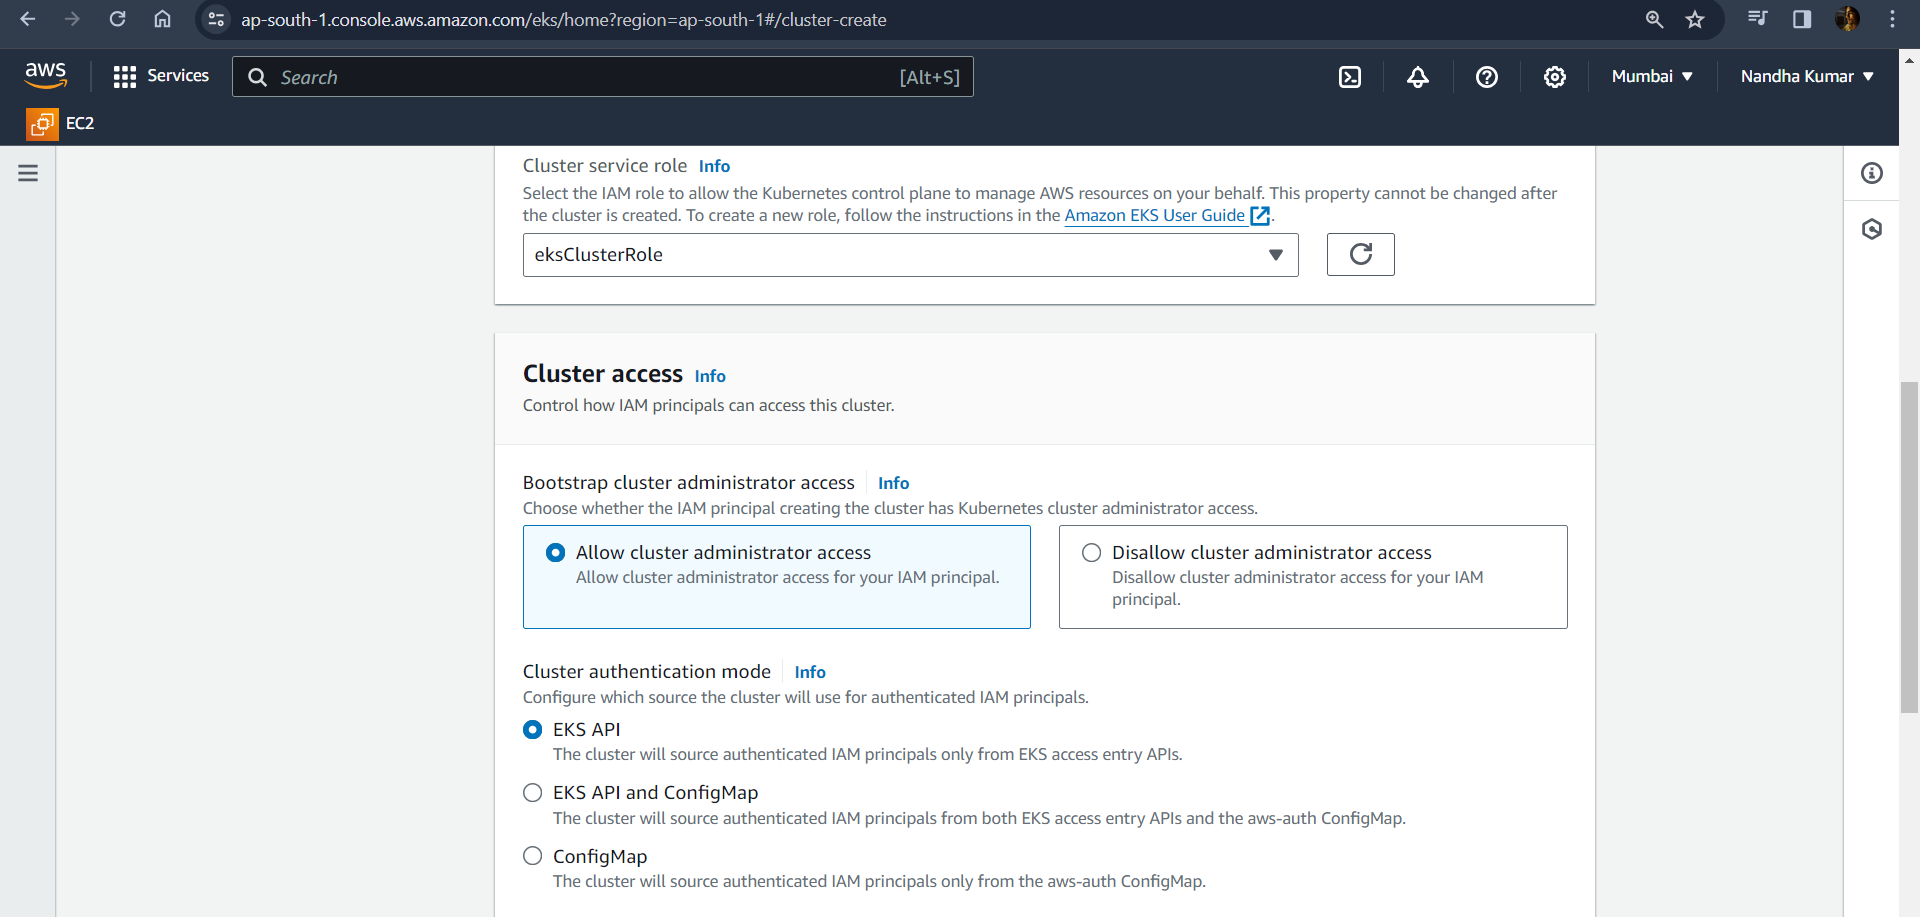 ap-south-1.console.aws.amazon.com/eks/home?region=ap-south-1#/cluster-create
aws
Services
Search
[Alt+S]
Mumbai
Nandha Kumar
EC2
Cluster service role Info
Select the IAM role to allow the Kubernetes control plane to manage AWS resources on your behalf. This property cannot be changed after
the cluster is created. To create a new role, follow the instructions in the Amazon EKS User Guide.
eksClusterRole
Cluster access Info
Control how IAM principals can access this cluster.
Bootstrap cluster administrator access Info
Choose whether the IAM principal creating the cluster has Kubernetes cluster administrator access.
Allow cluster administrator access
Allow cluster administrator access for your IAM principal.
Disallow cluster administrator access
Disallow cluster administrator access for your IAM
principal.
Cluster authentication mode Info
Configure which source the cluster will use for authenticated IAM principals.
EKS API
The cluster will source authenticated IAM principals only from EKS access entry APIs.
EKS API and ConfigMap
The cluster will source authenticated IAM principals from both EKS access entry APIs and the aws-auth ConfigMap.
ConfigMap
The cluster will source authenticated IAM principals only from the aws-auth ConfigMap.